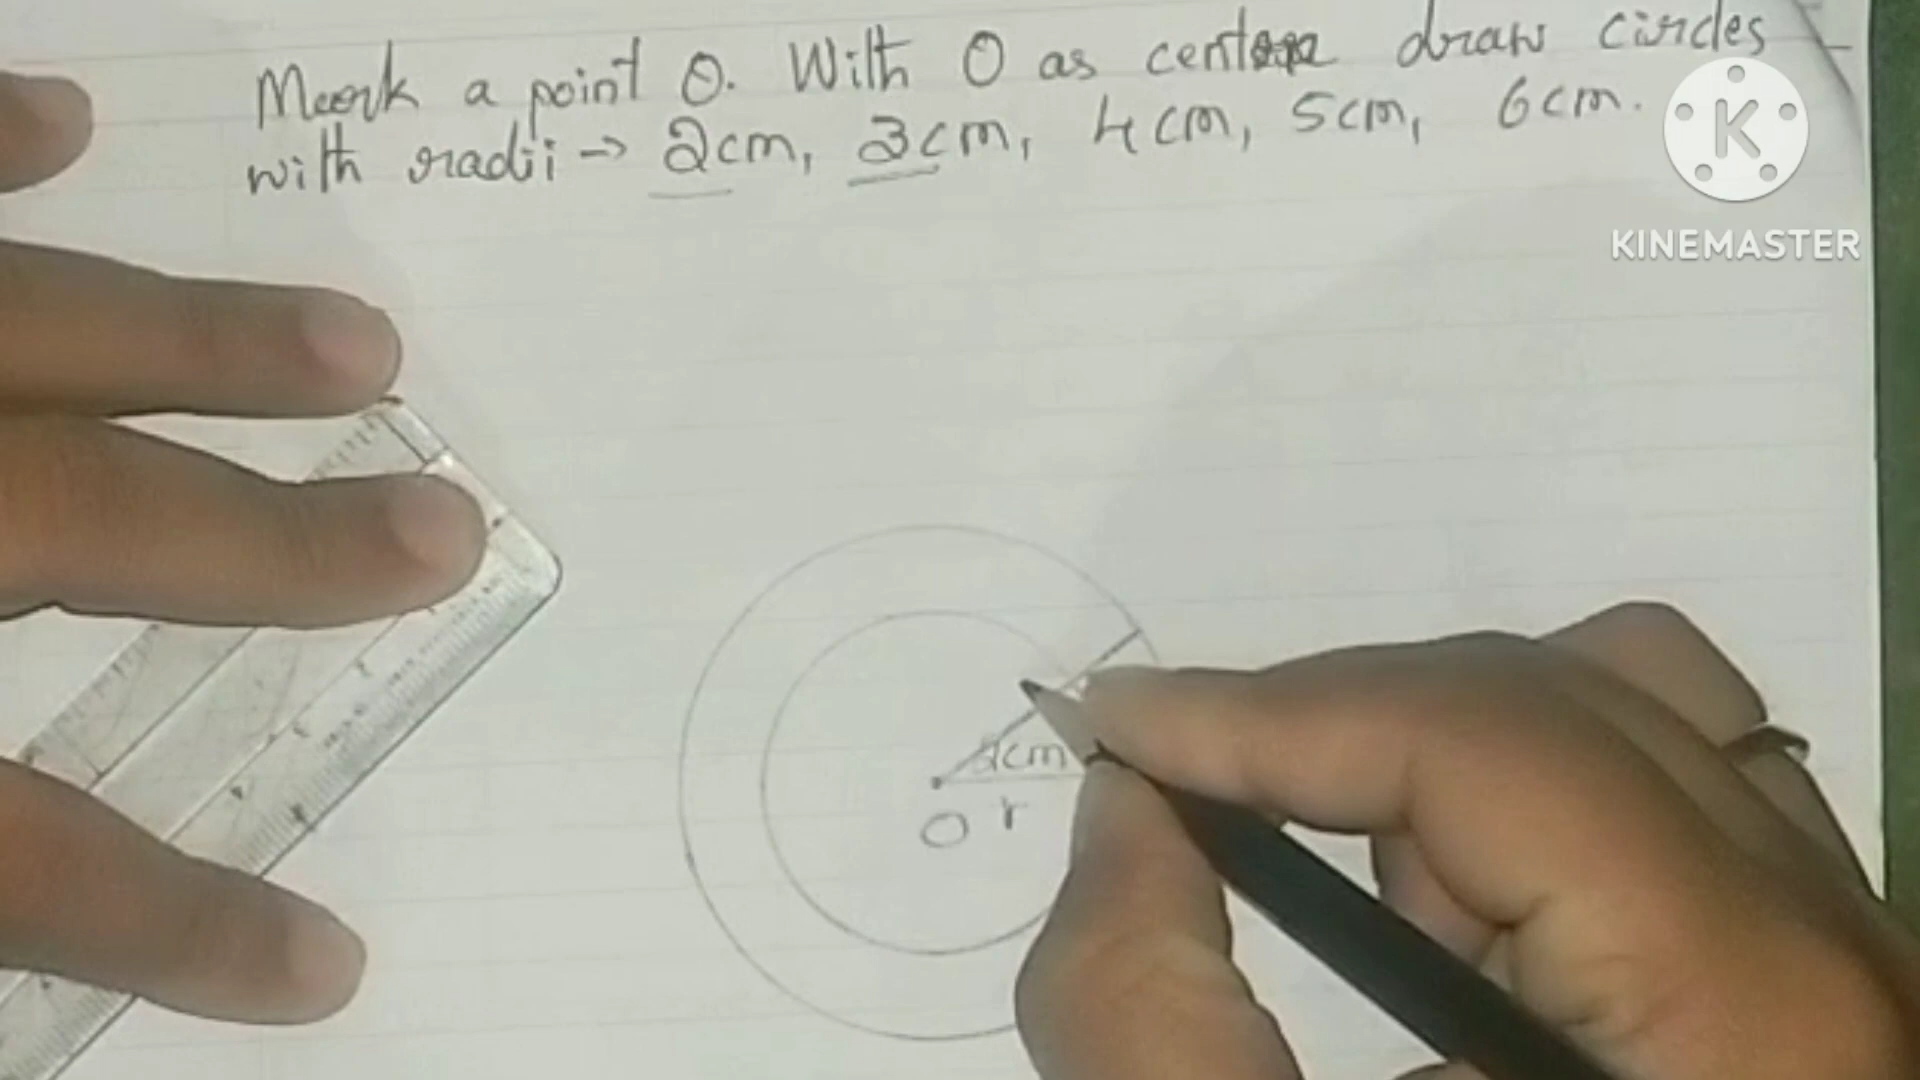 Mark a point O. With O as centre draw circles
with radii → 2cm, 3cm, 4cm, 5cm, 6cm.
K
KINEMASTER
2cm
O r